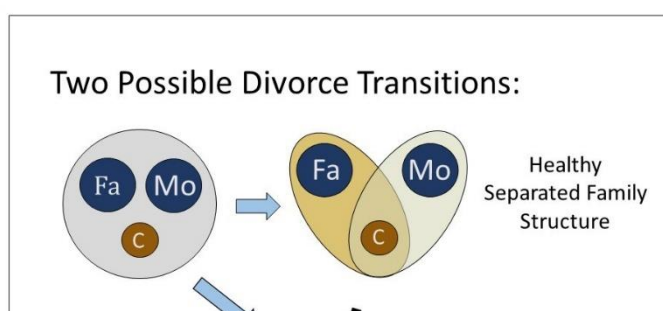 Two Possible Divorce Transitions:
Fa Mo
C
Fa Mo
C
Healthy
Separated Family
Structure